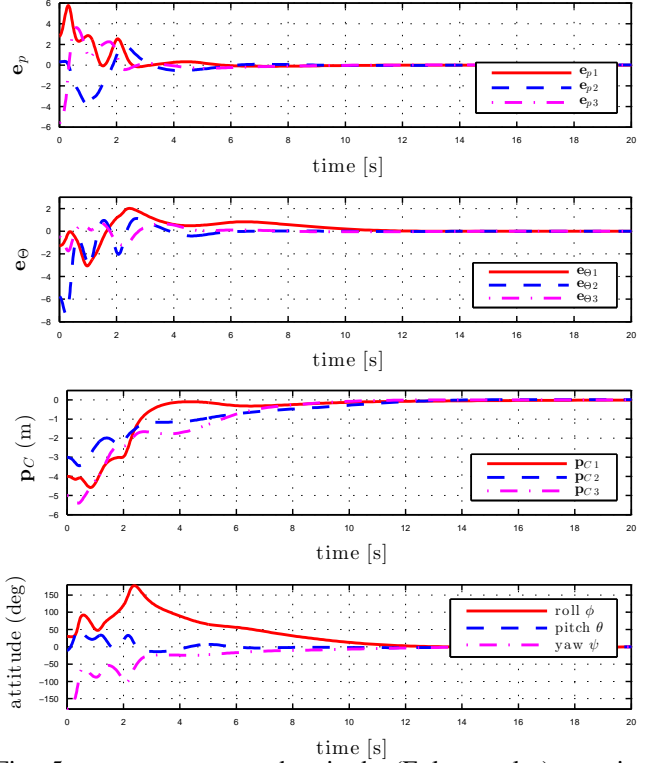 6
4
2
0
−2
−4
−6
0 2 4 6 8 10 12 14 16 18 20
e_p
e_p1
e_p2
e_p3
time [s]
2
0
−2
−4
−6
−8
0 2 4 6 8 10 12 14 16 18 20
e_Θ
e_Θ1
e_Θ2
e_Θ3
time [s]
0
−1
−2
−3
−4
−5
−6
0 2 4 6 8 10 12 14 16 18 20
p_C (m)
p_C1
p_C2
p_C3
time [s]
150
100
50
0
−50
−100
−150
0 2 4 6 8 10 12 14 16 18 20
attitude (deg)
roll ϕ
pitch θ
yaw ψ
time [s]